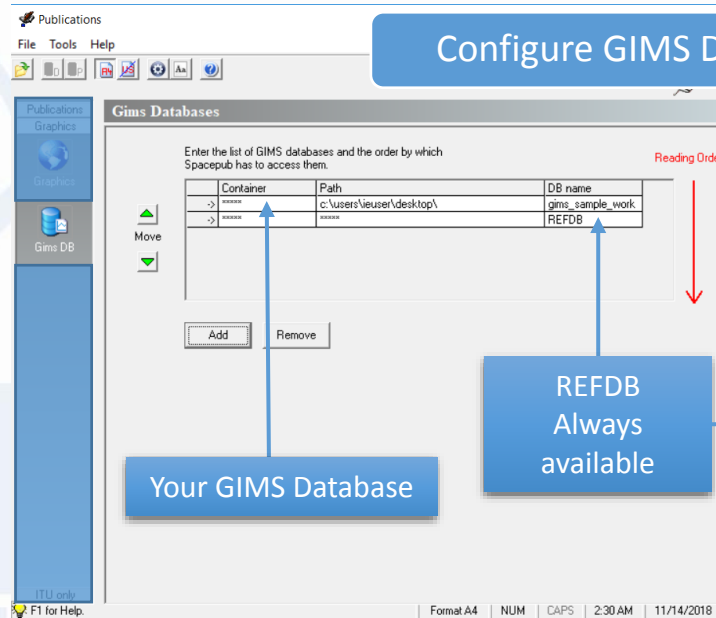 Publications
File Tools Help
Configure GIMS D
Publications
Graphics
Graphics
Gims DB
ITU only
Gims Databases
Enter the list of GIMS databases and the order by which
Spacepub has to access them.
Reading Orde
Container Path DB name
-> ***** c:\users\ieuser\desktop\ gims_sample_work
-> ***** ***** REFDB
Move
Add Remove
REFDB
Always
available
Your GIMS Database
F1 for Help. Format A4 NUM CAPS 2:30 AM 11/14/2018